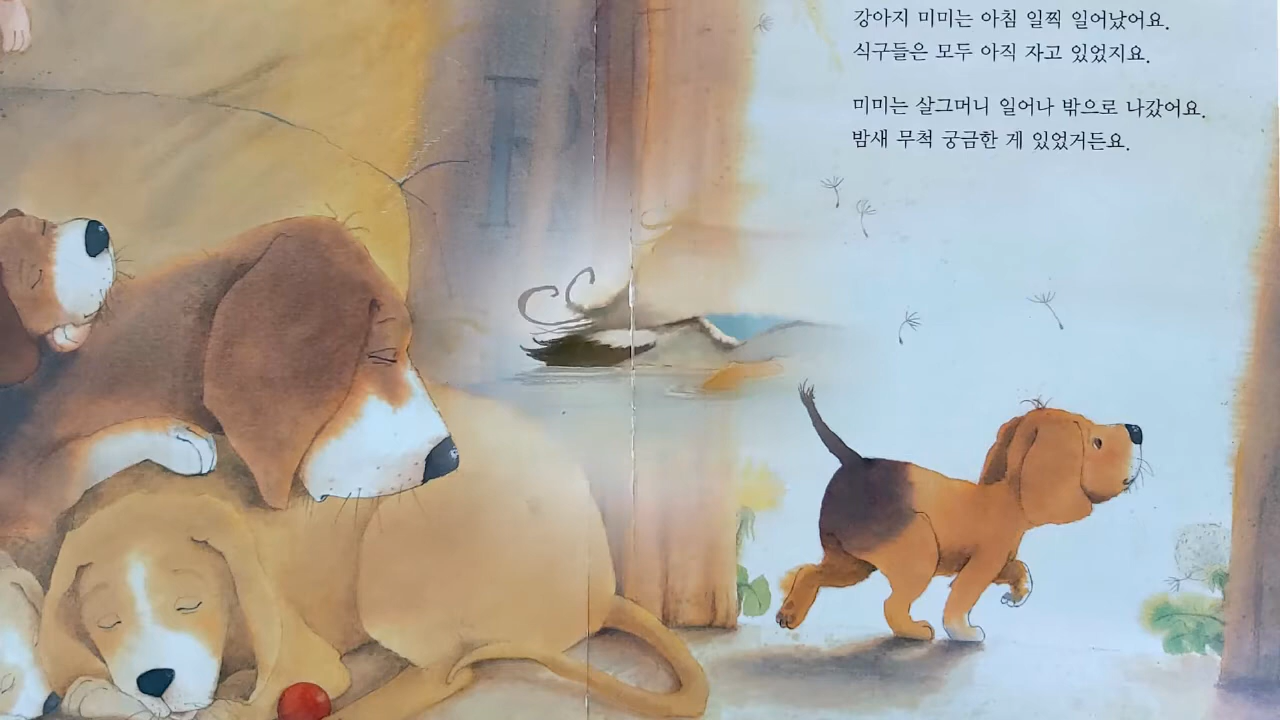 강아지 미미는 아침 일찍 일어났어요.
식구들은 모두 아직 자고 있었지요.
미미는 살그머니 일어나 밖으로 나갔어요.
밤새 무척 궁금한 게 있었거든요.